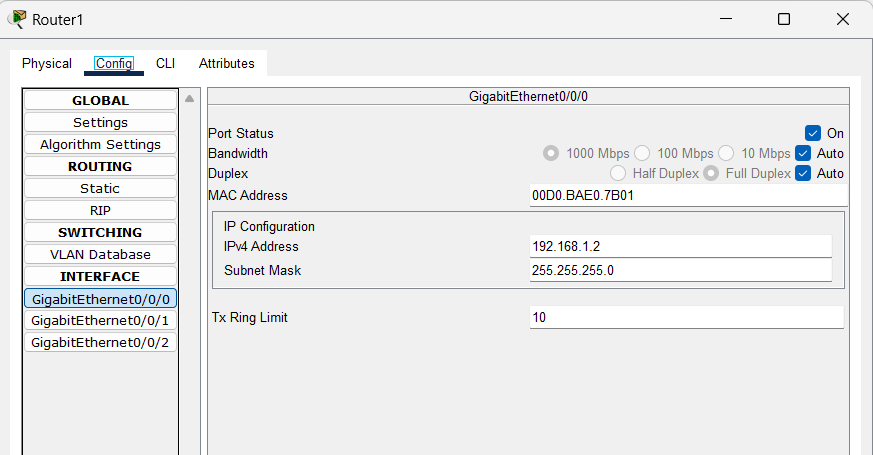 Router1
Physical Config CLI Attributes
GLOBAL
Settings
Algorithm Settings
ROUTING
Static
RIP
SWITCHING
VLAN Database
INTERFACE
GigabitEthernet0/0/0
GigabitEthernet0/0/1
GigabitEthernet0/0/2
GigabitEthernet0/0/0
Port Status On
Bandwidth 1000 Mbps 100 Mbps 10 Mbps Auto
Duplex Half Duplex Full Duplex Auto
MAC Address 00D0.BAE0.7B01
IP Configuration
IPv4 Address 192.168.1.2
Subnet Mask 255.255.255.0
Tx Ring Limit 10